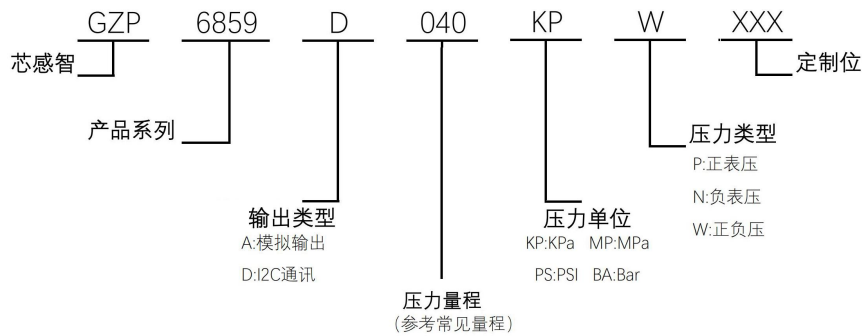 GZP 6859 D 040 KP W XXX
芯感智
定制位
产品系列
压力类型
P:正表压
N:负表压
W:正负压
输出类型
A:模拟输出
D:I2C通讯
压力单位
KP:KPa MP:MPa
PS:PSI BA:Bar
压力量程
(参考常见量程)